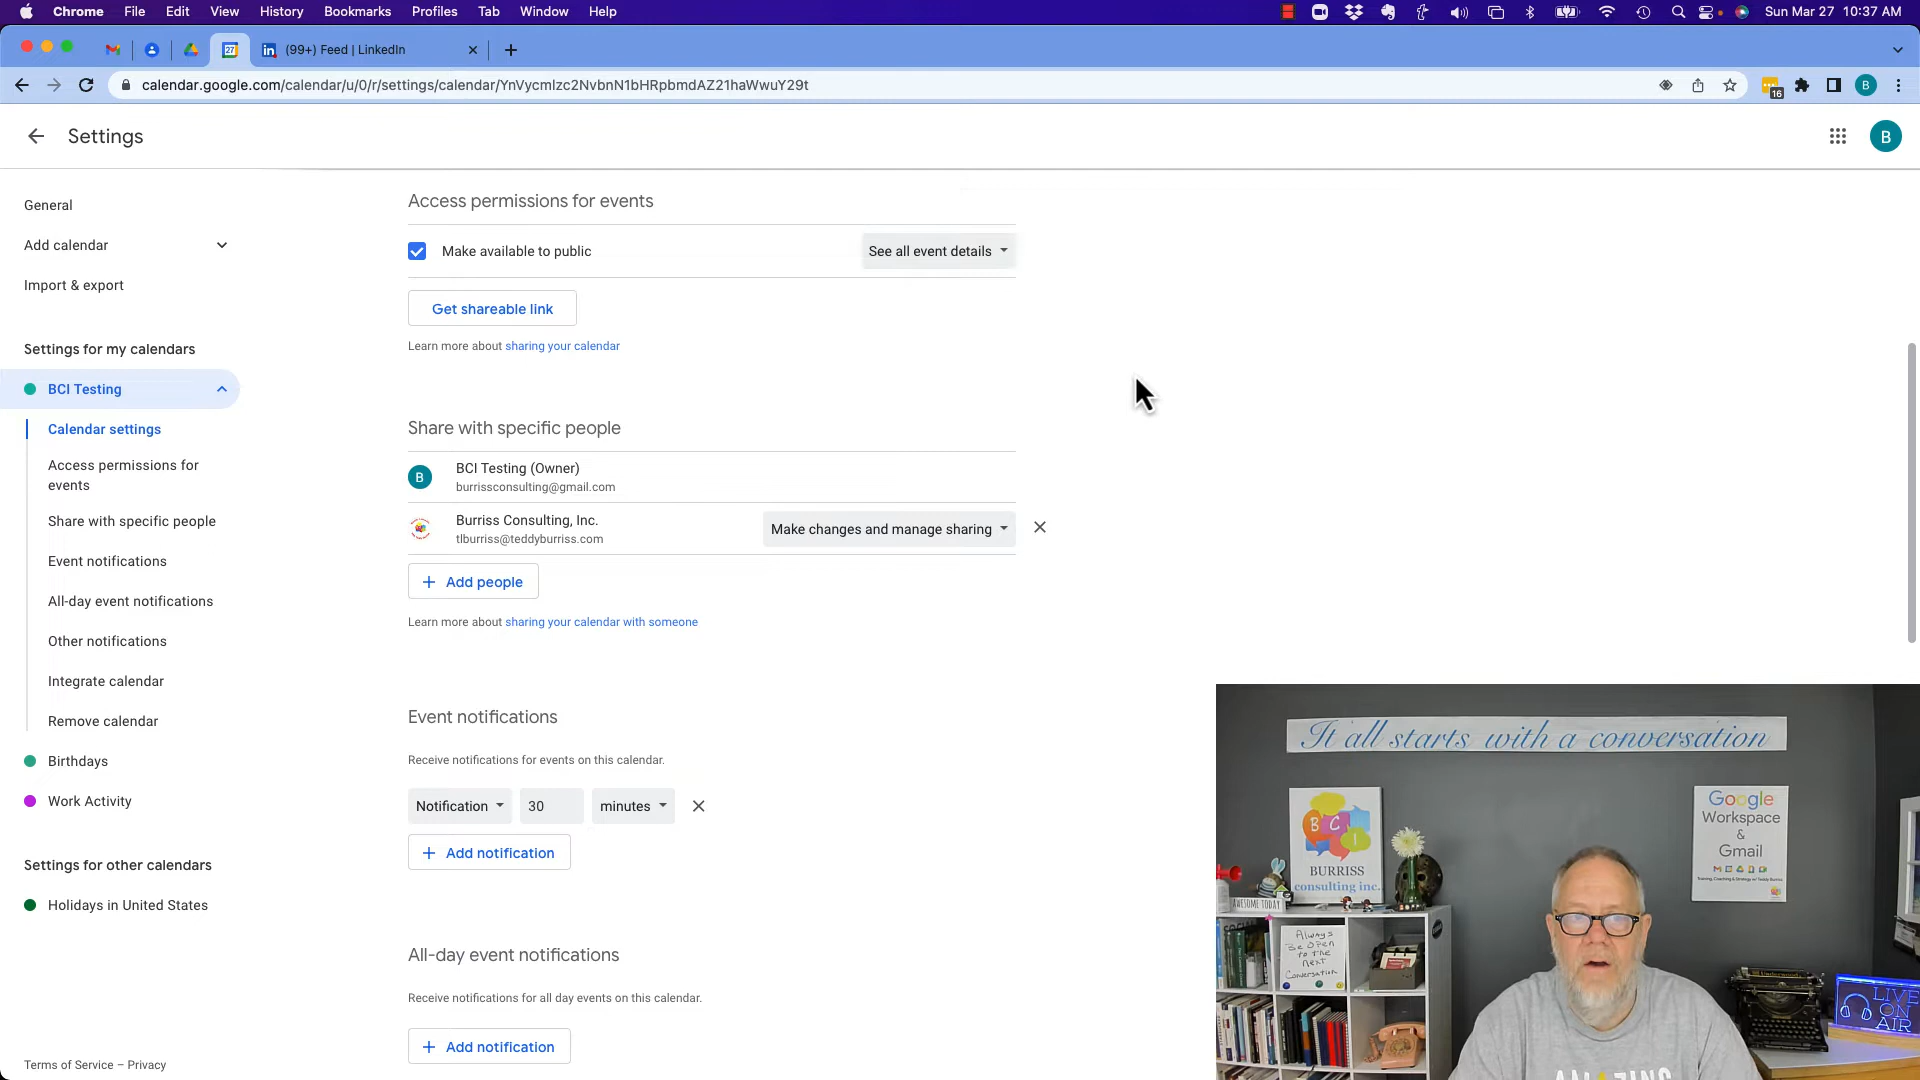 Chrome File Edit View History Bookmarks Profiles Tab Window Help
Sun Mar 27 10:37 AM
27
(99+) Feed | LinkedIn
calendar.google.com/calendar/u/0/r/settings/calendar/YnVycmlzc2NvbnN1bHRpbmdAZ21haWwuY29t
16
B
Settings
B
General
Add calendar
Import & export
Settings for my calendars
BCI Testing
Calendar settings
Access permissions for
events
Share with specific people
Event notifications
All-day event notifications
Other notifications
Integrate calendar
Remove calendar
Birthdays
Work Activity
Settings for other calendars
Holidays in United States
Terms of Service – Privacy
Access permissions for events
Make available to public
See all event details
Get shareable link
Learn more about sharing your calendar
Share with specific people
B
BCI Testing (Owner)
burrissconsulting@gmail.com
Burriss Consulting, Inc.
tlburriss@teddyburriss.com
Make changes and manage sharing
Add people
Learn more about sharing your calendar with someone
Event notifications
Receive notifications for events on this calendar.
Notification 30 minutes
Add notification
All-day event notifications
Receive notifications for all day events on this calendar.
Add notification
It all starts with a conversation
B C I
BURRISS
consulting inc.
Google
Workspace
&
Gmail
AWESOME TODAY
Always
Be Open
to the
Next
Conversation
Underwood
LIVE
ON
AIR
AMAZING